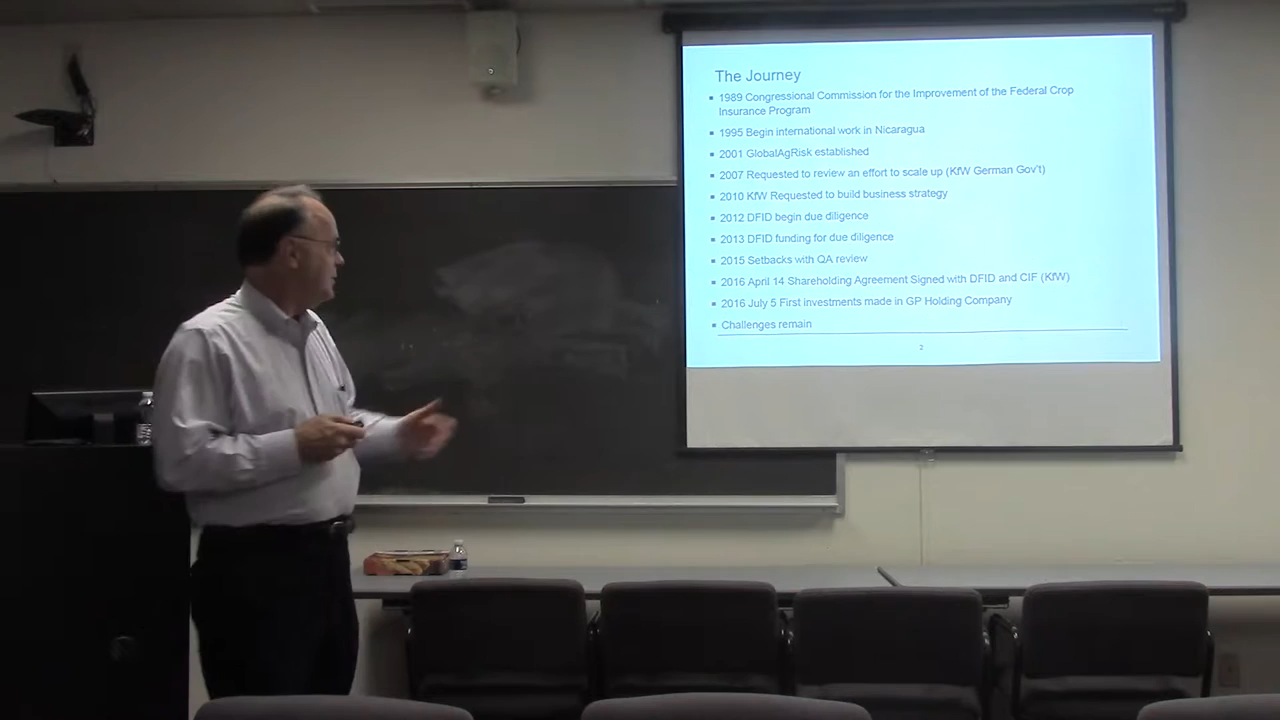 The Journey
▪ 1989 Congressional Commission for the Improvement of the Federal Crop
Insurance Program
▪ 1995 Begin international work in Nicaragua
▪ 2001 GlobalAgRisk established
▪ 2007 Requested to review an effort to scale up (KfW German Gov't)
▪ 2010 KfW Requested to build business strategy
▪ 2012 DFID begin due diligence
▪ 2013 DFID funding for due diligence
▪ 2015 Setbacks with QA review
▪ 2016 April 14 Shareholding Agreement Signed with DFID and CIF (KfW)
▪ 2016 July 5 First investments made in GP Holding Company
▪ Challenges remain
2